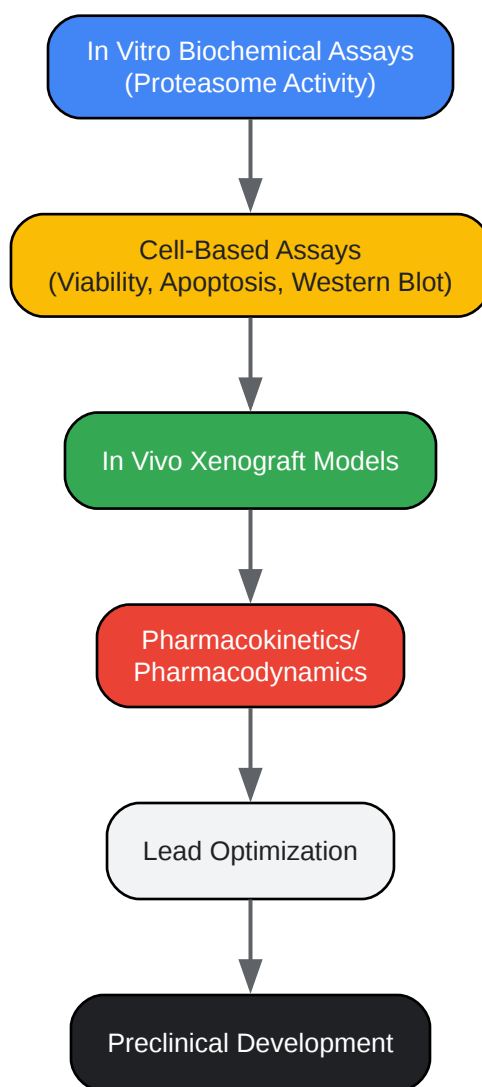 In Vitro Biochemical Assays
(Proteasome Activity)
Cell-Based Assays
(Viability, Apoptosis, Western Blot)
In Vivo Xenograft Models
Pharmacokinetics/
Pharmacodynamics
Lead Optimization
Preclinical Development